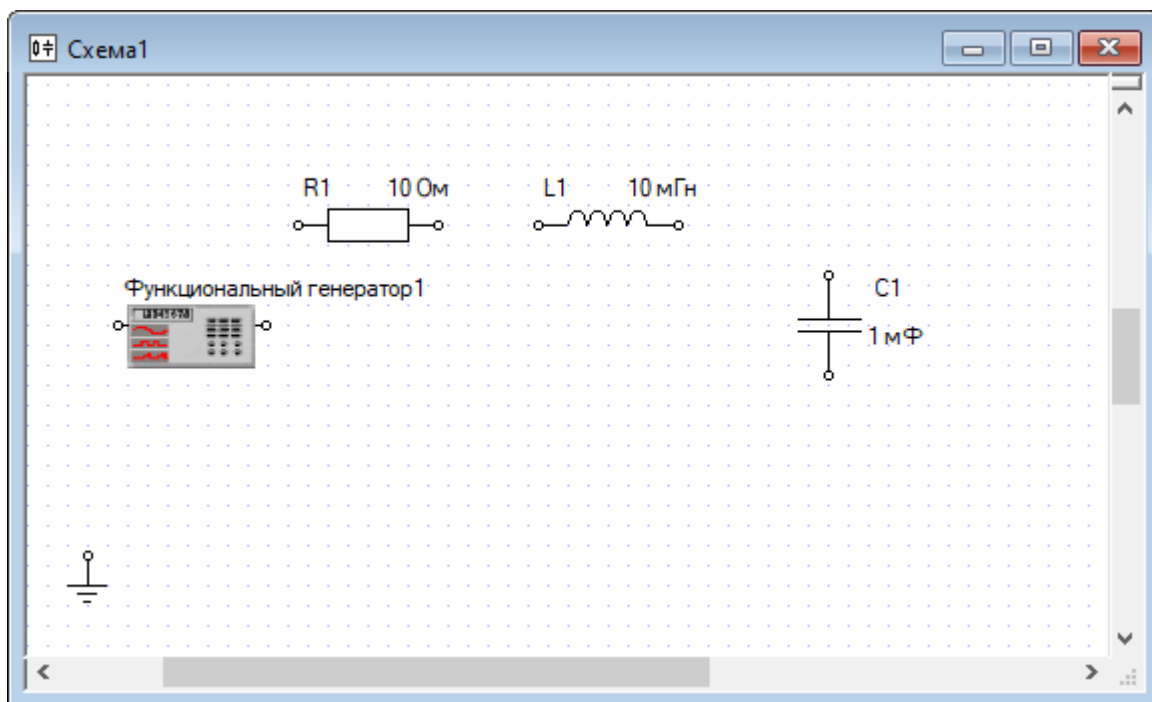 Схема1
R1 10 Ом L1 10 мГн
Функциональный генератор1
C1
1 мФ